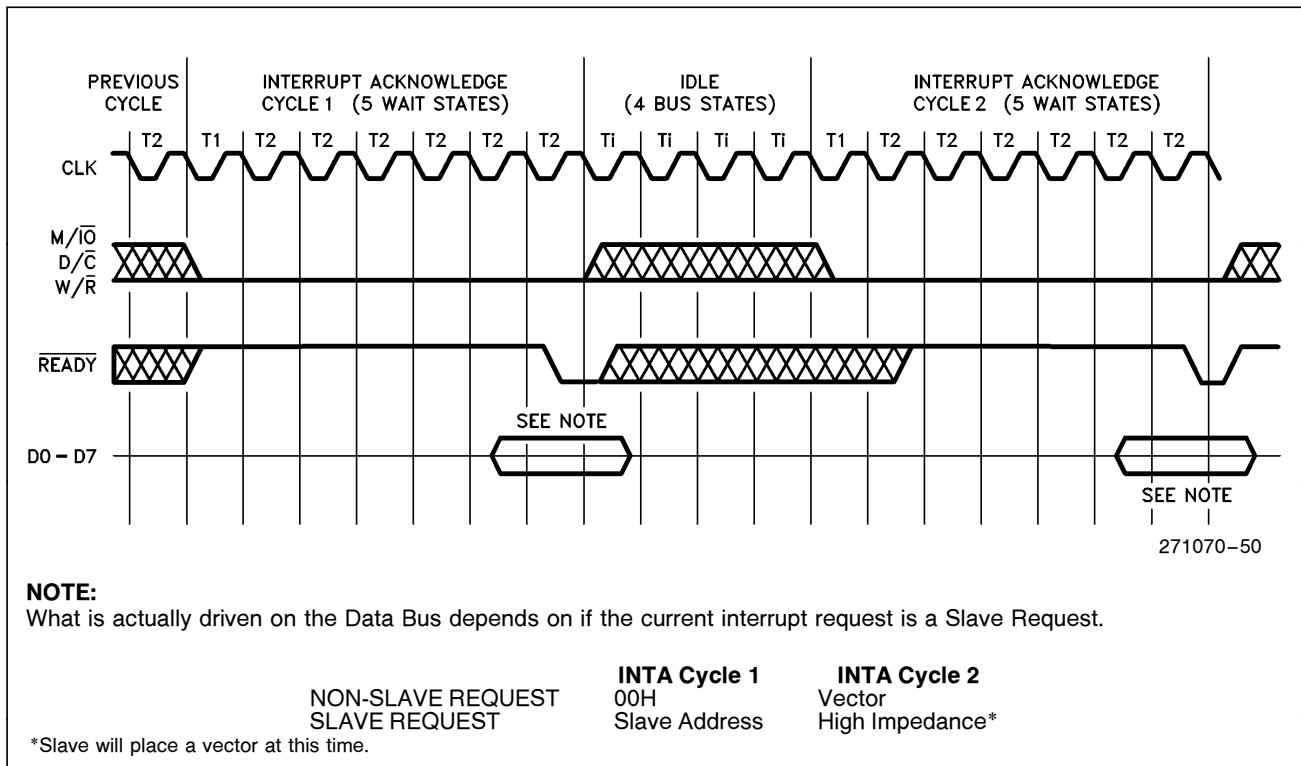 PREVIOUS CYCLE
INTERRUPT ACKNOWLEDGE
CYCLE 1 (5 WAIT STATES)
IDLE
(4 BUS STATES)
INTERRUPT ACKNOWLEDGE
CYCLE 2 (5 WAIT STATES)
T2 T1 T2 T2 T2 T2 T2 T2 Ti Ti Ti Ti T1 T2 T2 T2 T2 T2 T2
CLK
M/I̅O̅
D/C̅
W/R̅
R̅E̅A̅D̅Y̅
SEE NOTE
D0 – D7
SEE NOTE
271070–50
NOTE:
What is actually driven on the Data Bus depends on if the current interrupt request is a Slave Request.
INTA Cycle 1 INTA Cycle 2
NON-SLAVE REQUEST 00H Vector
SLAVE REQUEST Slave Address High Impedance*
*Slave will place a vector at this time.